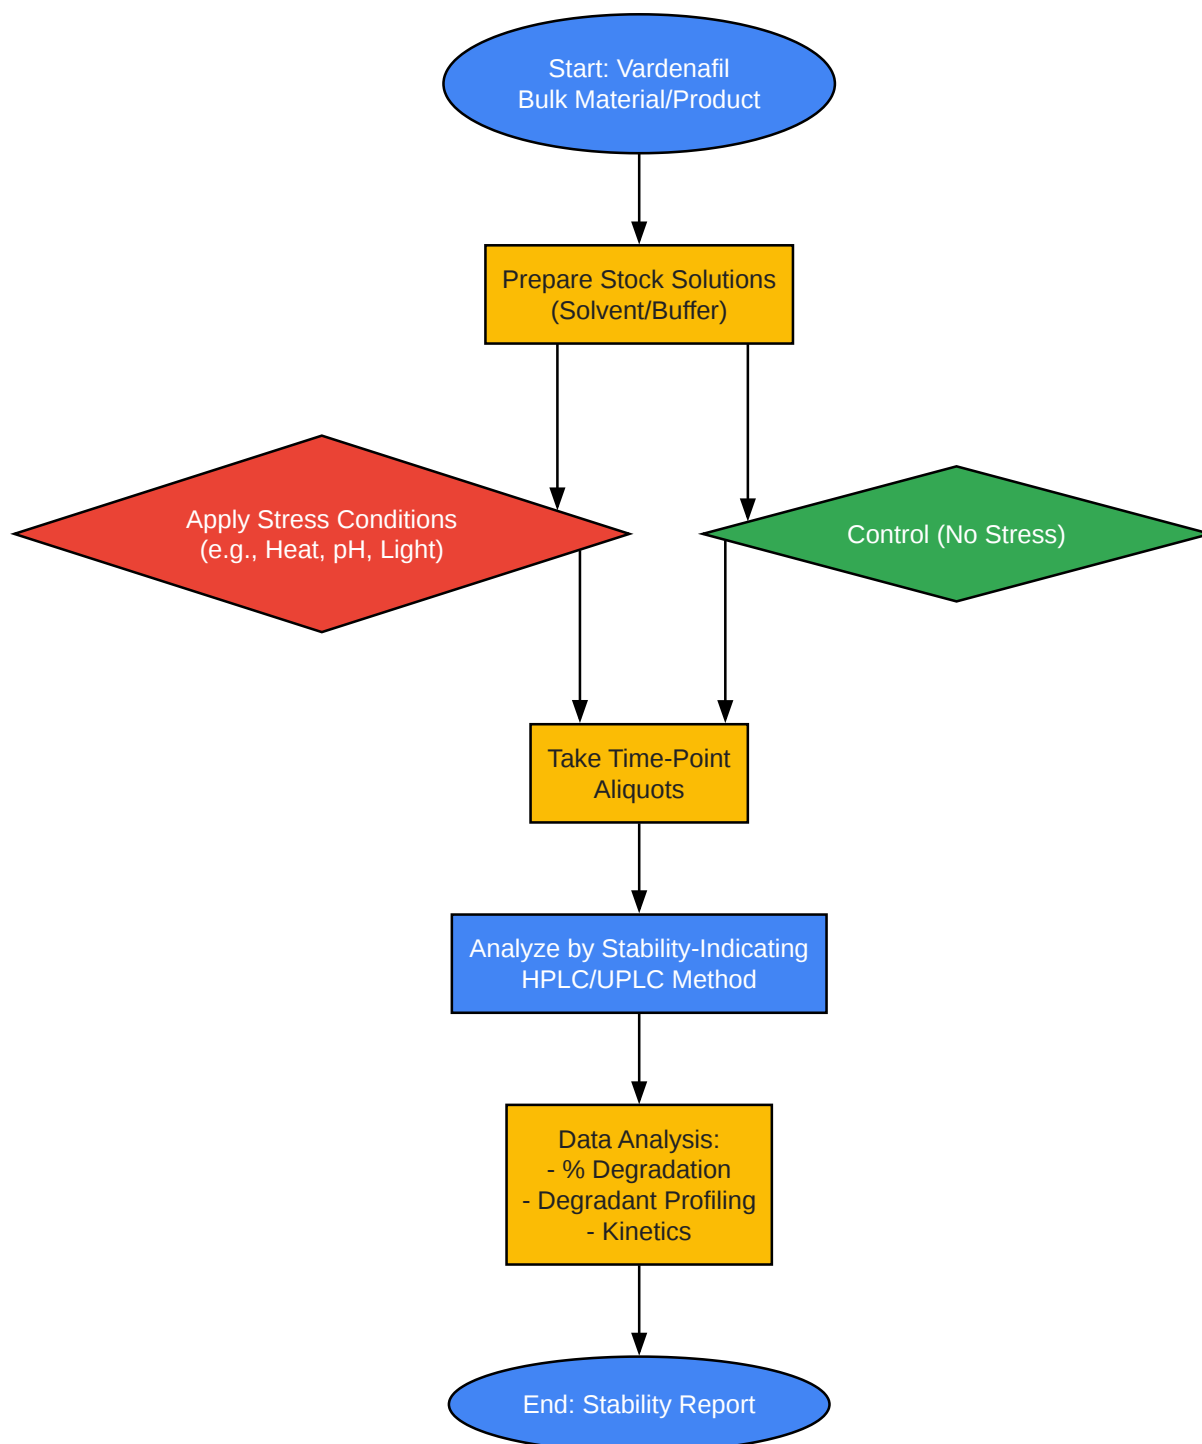 Start: Vardenafil
Bulk Material/Product
Prepare Stock Solutions
(Solvent/Buffer)
Apply Stress Conditions
(e.g., Heat, pH, Light)
Control (No Stress)
Take Time-Point
Aliquots
Analyze by Stability-Indicating
HPLC/UPLC Method
Data Analysis:
- % Degradation
- Degradant Profiling
- Kinetics
End: Stability Report